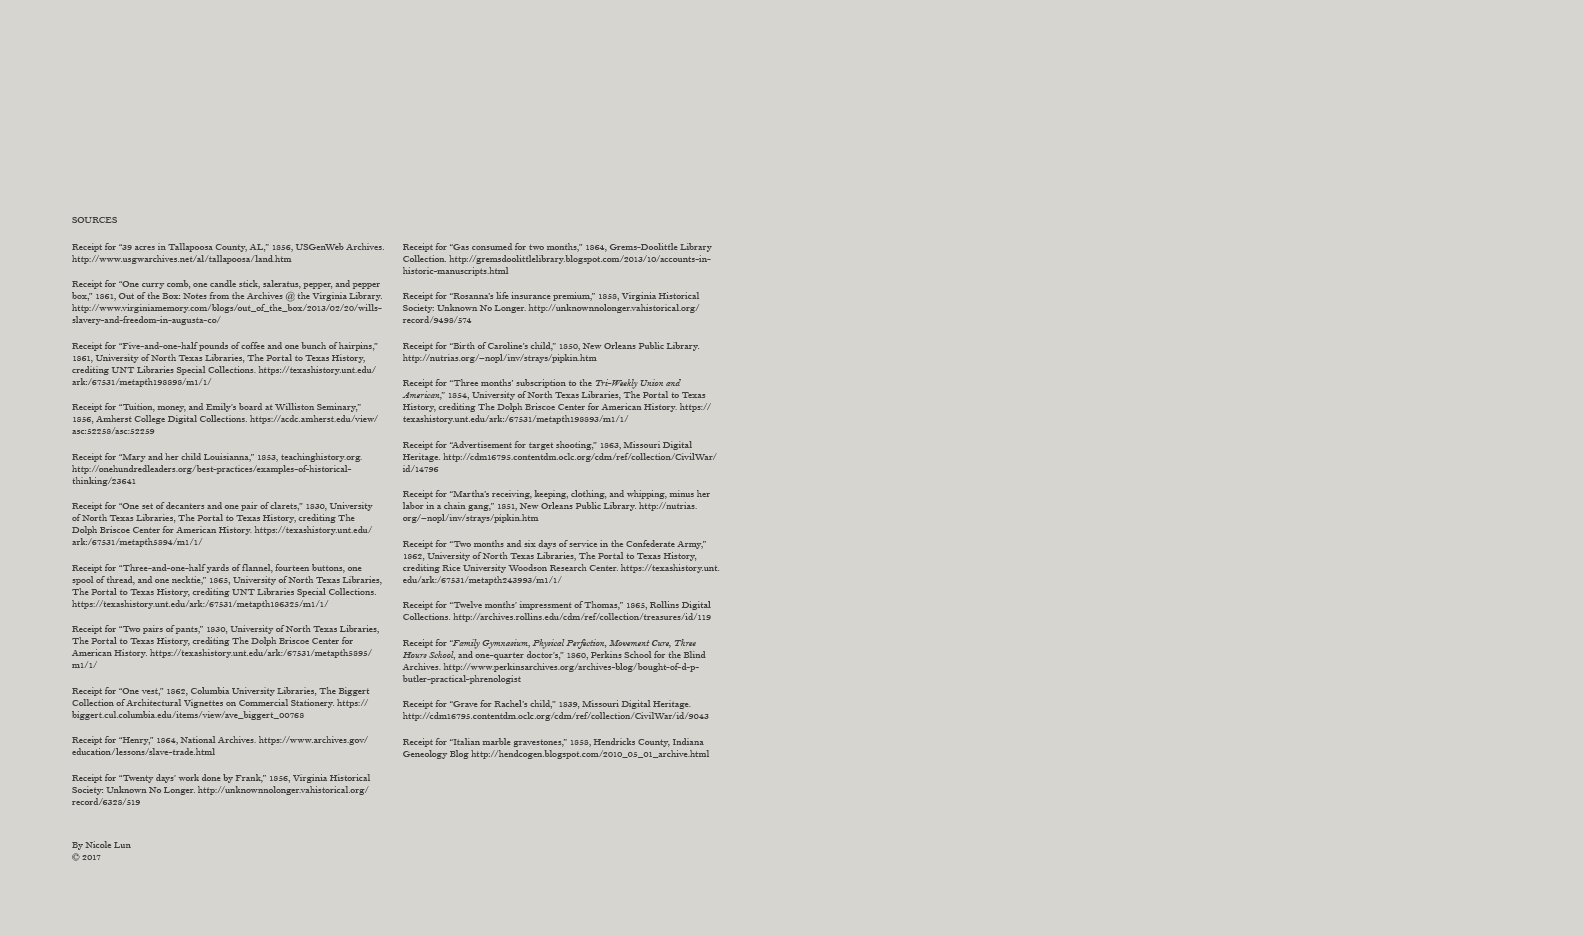 SOURCES
Receipt for “39 acres in Tallapoosa County, AL,” 1856, USGenWeb Archives.
http://www.usgwarchives.net/al/tallapoosa/land.htm
Receipt for “One curry comb, one candle stick, saleratus, pepper, and pepper
box,” 1861, Out of the Box: Notes from the Archives @ the Virginia Library.
http://www.virginiamemory.com/blogs/out_of_the_box/2013/02/20/wills-
slavery-and-freedom-in-augusta-co/
Receipt for “Five-and-one-half pounds of coffee and one bunch of hairpins,”
1861, University of North Texas Libraries, The Portal to Texas History,
crediting UNT Libraries Special Collections. https://texashistory.unt.edu/
ark:/67531/metapth198898/m1/1/
Receipt for “Tuition, money, and Emily’s board at Williston Seminary,”
1856, Amherst College Digital Collections. https://acdc.amherst.edu/view/
asc:52258/asc:52259
Receipt for “Mary and her child Louisianna,” 1853, teachinghistory.org.
http://onehundredleaders.org/best-practices/examples-of-historical-
thinking/23641
Receipt for “One set of decanters and one pair of clarets,” 1830, University
of North Texas Libraries, The Portal to Texas History, crediting The
Dolph Briscoe Center for American History. https://texashistory.unt.edu/
ark:/67531/metapth5894/m1/1/
Receipt for “Three-and-one-half yards of flannel, fourteen buttons, one
spool of thread, and one necktie,” 1865, University of North Texas Libraries,
The Portal to Texas History, crediting UNT Libraries Special Collections.
https://texashistory.unt.edu/ark:/67531/metapth186325/m1/1/
Receipt for “Two pairs of pants,” 1830, University of North Texas Libraries,
The Portal to Texas History, crediting The Dolph Briscoe Center for
American History. https://texashistory.unt.edu/ark:/67531/metapth5895/
m1/1/
Receipt for “One vest,” 1862, Columbia University Libraries, The Biggert
Collection of Architectural Vignettes on Commercial Stationery. https://
biggert.cul.columbia.edu/items/view/ave_biggert_00768
Receipt for “Henry,” 1864, National Archives. https://www.archives.gov/
education/lessons/slave-trade.html
Receipt for “Twenty days’ work done by Frank,” 1856, Virginia Historical
Society: Unknown No Longer. http://unknownnolonger.vahistorical.org/
record/6328/519
Receipt for “Gas consumed for two months,” 1864, Grems-Doolittle Library
Collection. http://gremsdoolittlelibrary.blogspot.com/2013/10/accounts-in-
historic-manuscripts.html
Receipt for “Rosanna’s life insurance premium,” 1858, Virginia Historical
Society: Unknown No Longer. http://unknownnolonger.vahistorical.org/
record/9498/574
Receipt for “Birth of Caroline’s child,” 1850, New Orleans Public Library.
http://nutrias.org/~nopl/inv/strays/pipkin.htm
Receipt for “Three months’ subscription to the Tri-Weekly Union and
American,” 1854, University of North Texas Libraries, The Portal to Texas
History, crediting The Dolph Briscoe Center for American History. https://
texashistory.unt.edu/ark:/67531/metapth198893/m1/1/
Receipt for “Advertisement for target shooting,” 1863, Missouri Digital
Heritage. http://cdm16795.contentdm.oclc.org/cdm/ref/collection/CivilWar/
id/14796
Receipt for “Martha’s receiving, keeping, clothing, and whipping, minus her
labor in a chain gang,” 1851, New Orleans Public Library. http://nutrias.
org/~nopl/inv/strays/pipkin.htm
Receipt for “Two months and six days of service in the Confederate Army,”
1862, University of North Texas Libraries, The Portal to Texas History,
crediting Rice University Woodson Research Center. https://texashistory.unt.
edu/ark:/67531/metapth243993/m1/1/
Receipt for “Twelve months’ impressment of Thomas,” 1865, Rollins Digital
Collections. http://archives.rollins.edu/cdm/ref/collection/treasures/id/119
Receipt for “Family Gymnasium, Physical Perfection, Movement Cure, Three
Hours School, and one-quarter doctor’s,” 1860, Perkins School for the Blind
Archives. http://www.perkinsarchives.org/archives-blog/bought-of-d-p-
butler-practical-phrenologist
Receipt for “Grave for Rachel’s child,” 1839, Missouri Digital Heritage.
http://cdm16795.contentdm.oclc.org/cdm/ref/collection/CivilWar/id/9043
Receipt for “Italian marble gravestones,” 1858, Hendricks County, Indiana
Geneology Blog http://hendcogen.blogspot.com/2010_05_01_archive.html
By Nicole Lun
© 2017